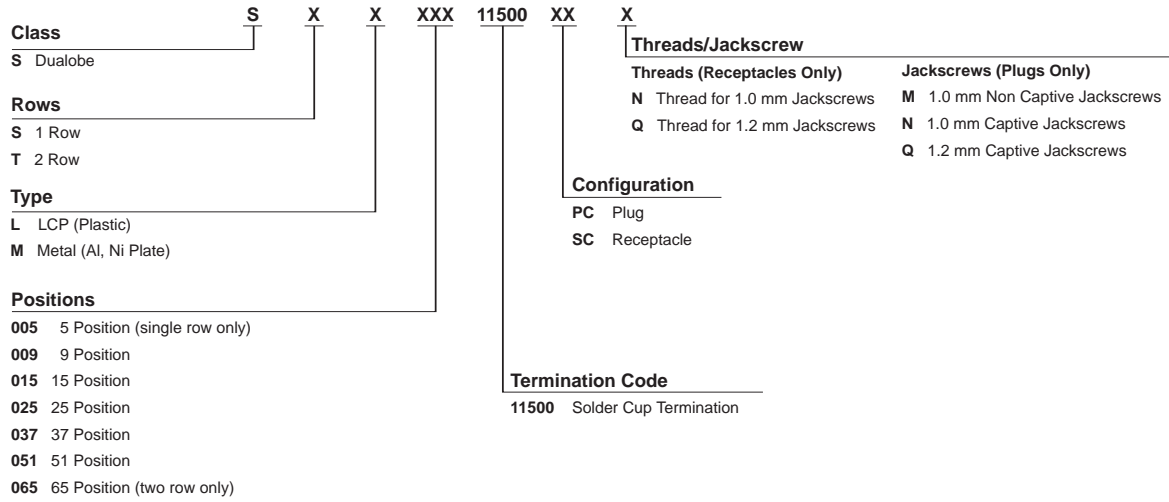 S X X XXX 11500 XX X
Class
S Dualobe
Rows
S 1 Row
T 2 Row
Type
L LCP (Plastic)
M Metal (Al, Ni Plate)
Positions
005 5 Position (single row only)
009 9 Position
015 15 Position
025 25 Position
037 37 Position
051 51 Position
065 65 Position (two row only)
Termination Code
11500 Solder Cup Termination
Configuration
PC Plug
SC Receptacle
Threads/Jackscrew
Threads (Receptacles Only)
N Thread for 1.0 mm Jackscrews
Q Thread for 1.2 mm Jackscrews
Jackscrews (Plugs Only)
M 1.0 mm Non Captive Jackscrews
N 1.0 mm Captive Jackscrews
Q 1.2 mm Captive Jackscrews